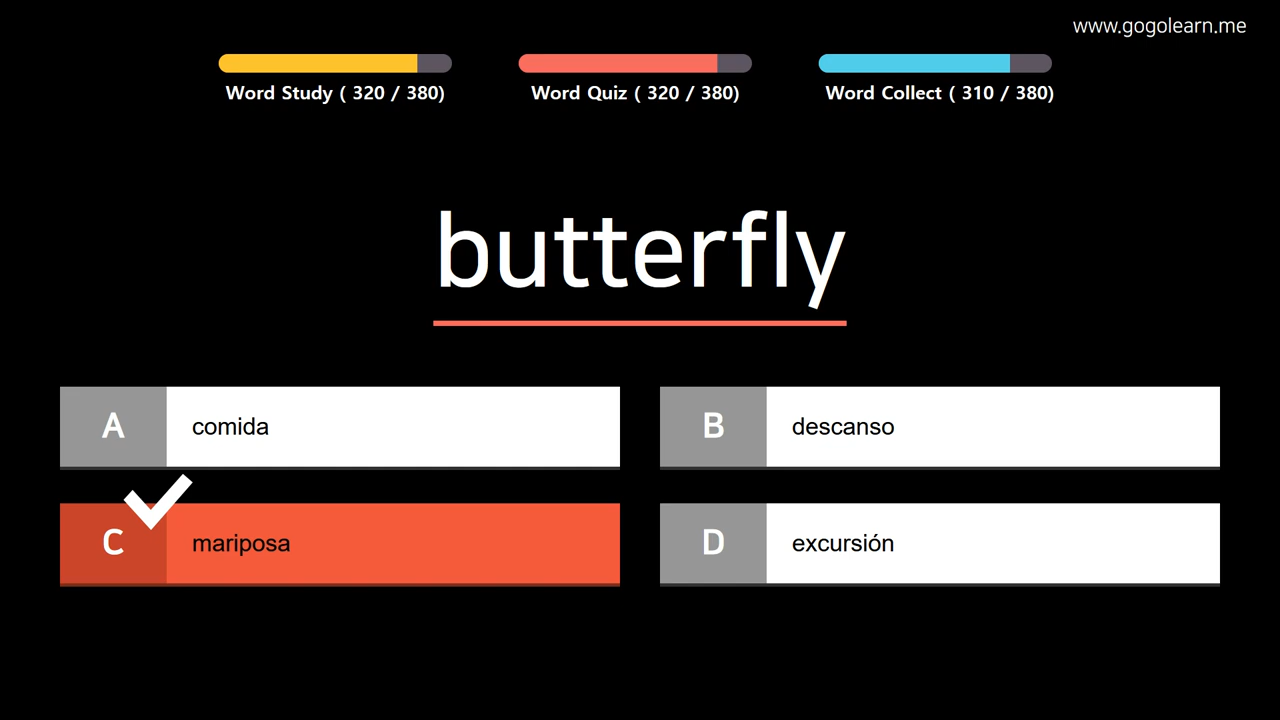 www.gogolearn.me
Word Study ( 320 / 380)
Word Quiz ( 320 / 380)
Word Collect ( 310 / 380)
butterfly
A comida
B descanso
C mariposa
D excursión